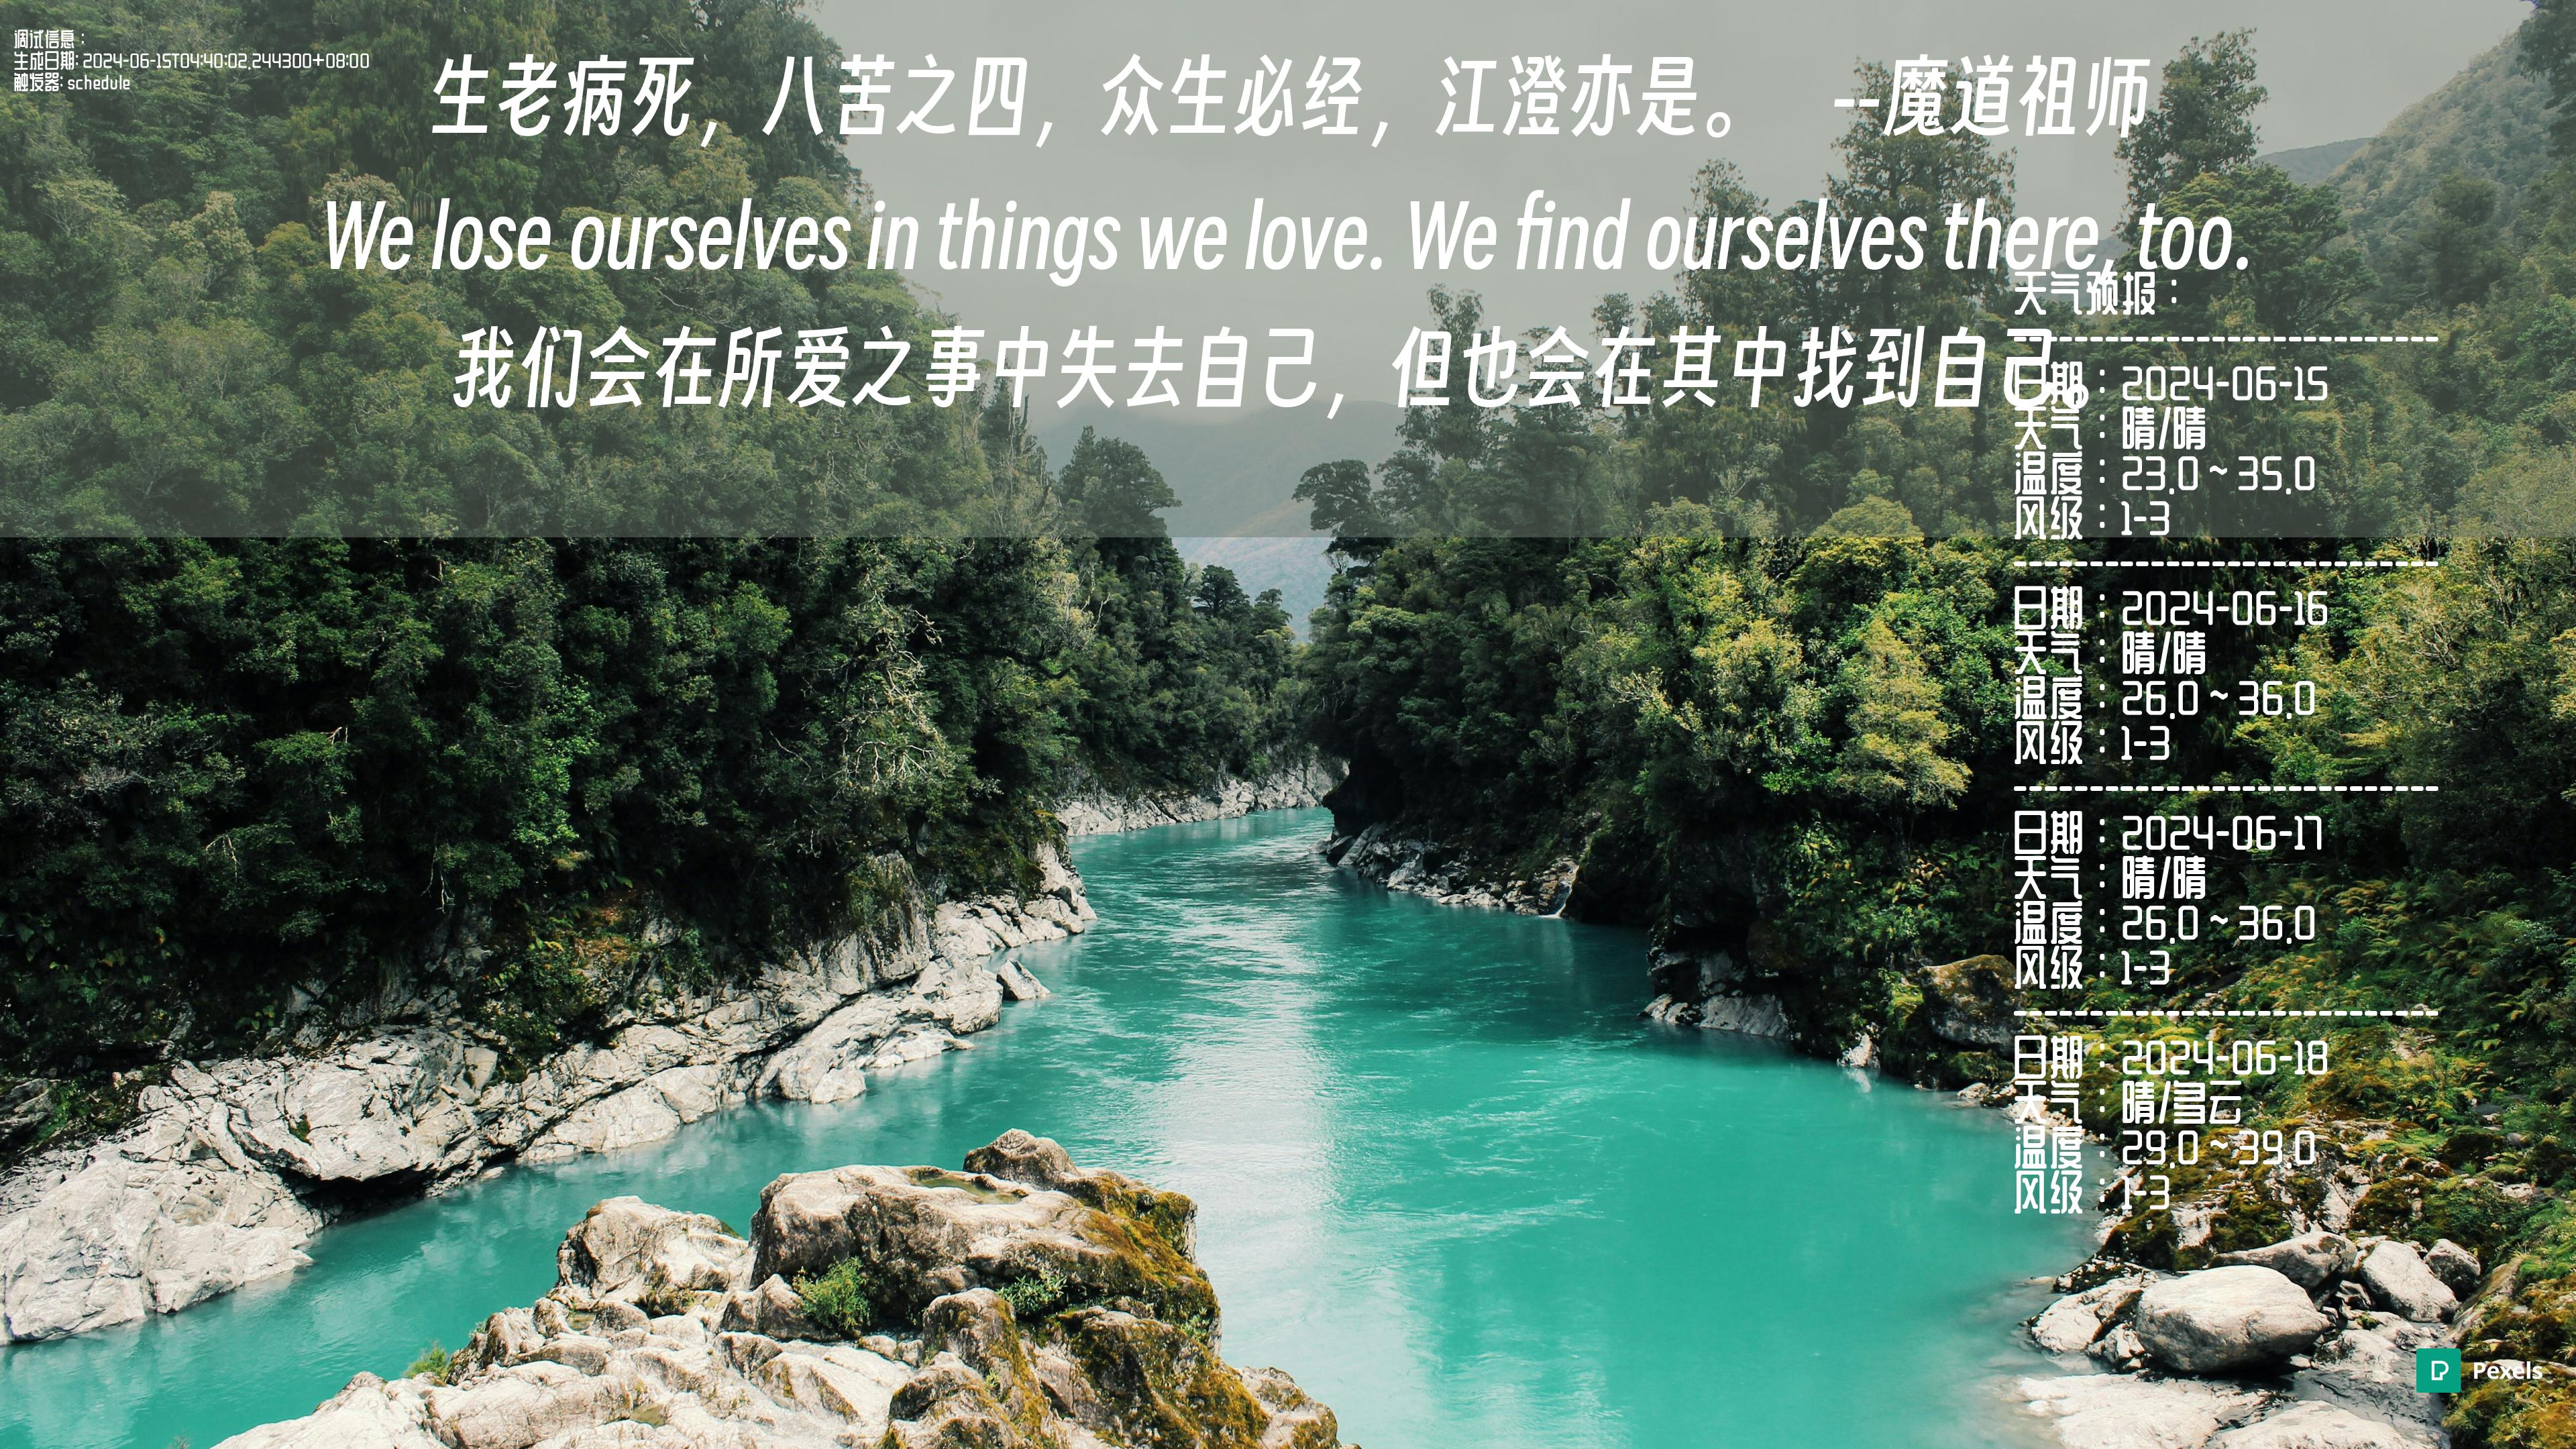 调试信息：
生成日期: 2024-06-15T04:40:02.244300+08:00
触发器: schedule
生老病死，八苦之四，众生必经，江澄亦是。 --魔道祖师
We lose ourselves in things we love. We find ourselves there, too.
我们会在所爱之事中失去自己，但也会在其中找到自己。
天气预报：
----------------------------
日期：2024-06-15
天气：晴/晴
温度：23.0 ~ 35.0
风级：1-3
----------------------------
日期：2024-06-16
天气：晴/晴
温度：26.0 ~ 36.0
风级：1-3
----------------------------
日期：2024-06-17
天气：晴/晴
温度：26.0 ~ 36.0
风级：1-3
----------------------------
日期：2024-06-18
天气：晴/多云
温度：29.0 ~ 39.0
风级：1-3
Pexels